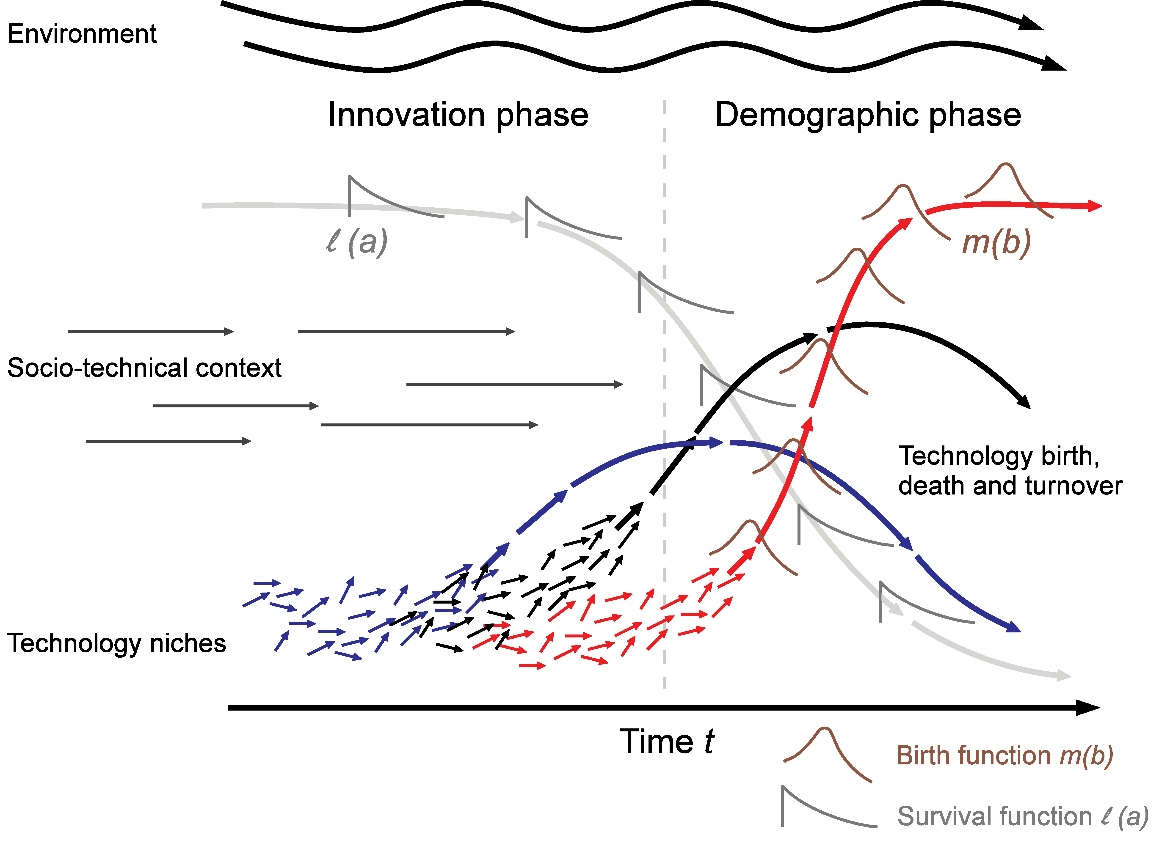 Environment
Innovation phase
Demographic phase
ℓ (a)
m(b)
Socio-technical context
Technology birth,
death and turnover
Technology niches
Time t
Birth function m(b)
Survival function ℓ (a)